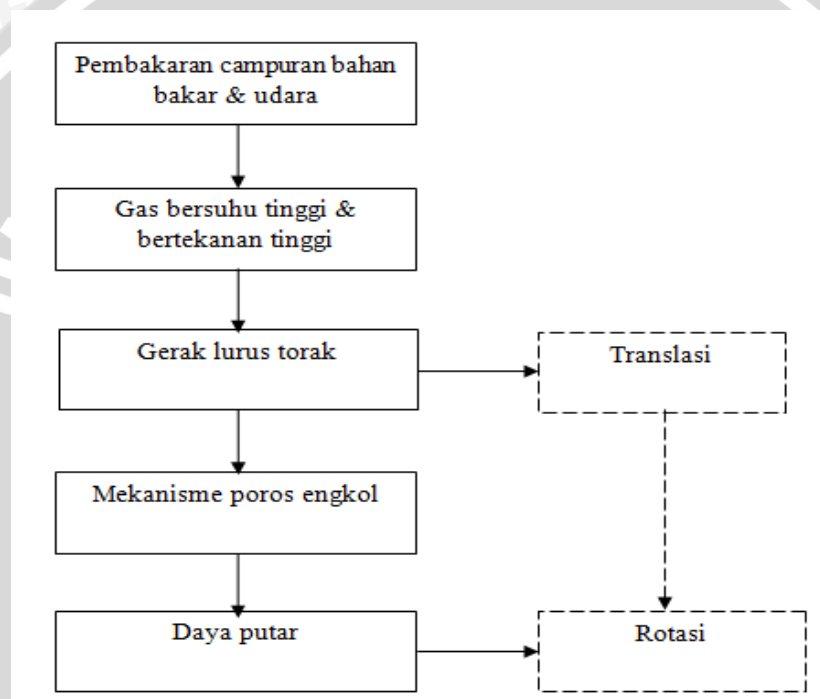 Pembakaran campuran bahan
bakar & udara
Gas bersuhu tinggi &
bertekanan tinggi
Gerak lurus torak
Translasi
Mekanisme poros engkol
Daya putar
Rotasi